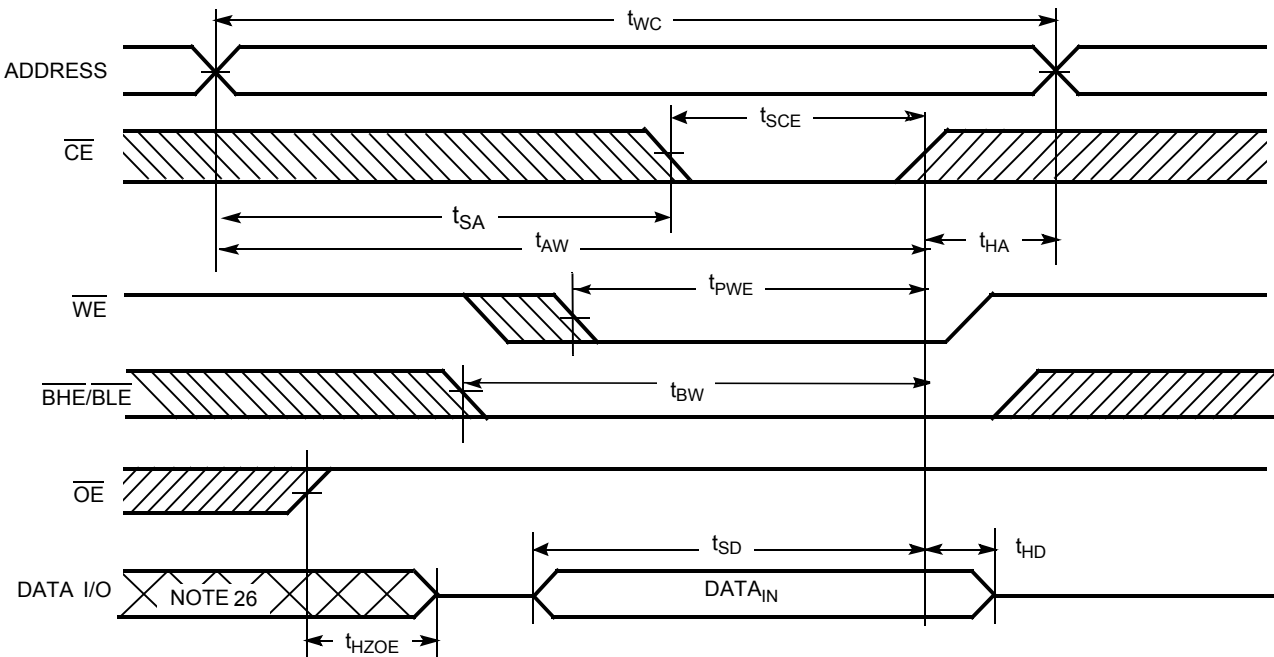 tWC
ADDRESS
tSCE
CE
tSA
tAW
tHA
tPWE
WE
tBW
BHE/BLE
OE
tSD
tHD
DATA I/O
NOTE 26
DATAIN
tHZOE